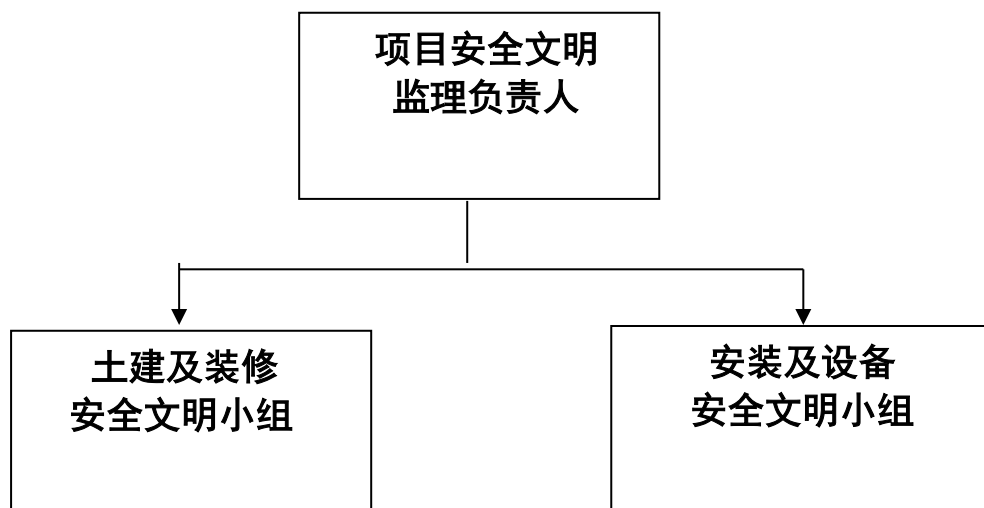 项目安全文明
监理负责人
土建及装修
安全文明小组
安装及设备
安全文明小组